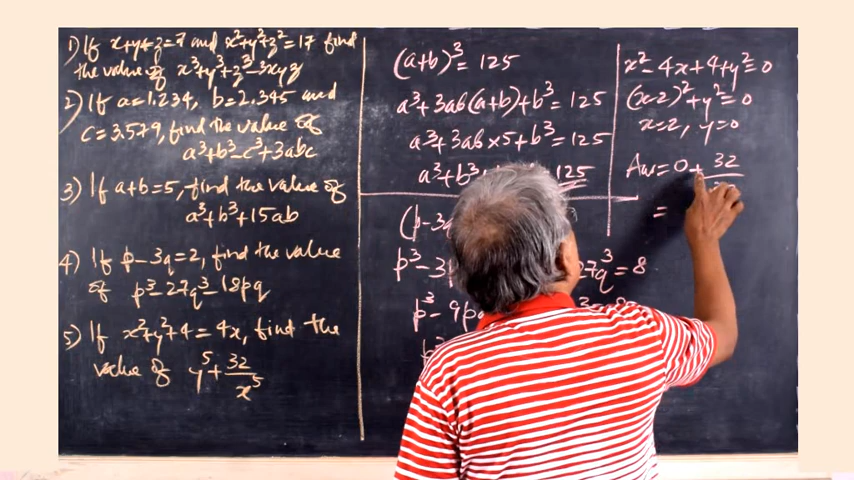 1) If x+y+z=7 and x²+y²+z²=17 find
the value of x³+y³+z³-3xyz
2) If a=1.234, b=2.345 and
c=3.579, find the value of
a³+b³-c³+3abc
3) If a+b=5, find the value of
a³+b³+15ab
4) If p-3q=2, find the value
of p³-27q³-18pq
5) If x²+y²+4=4x, find the
value of y⁵+32/x⁵
(a+b)³=125
a³+3ab(a+b)+b³=125
a³+3ab×5+b³=125
a³+b³+ 125
(p-3q
p³-3p 27q³=8
p³-9p
x²-4x+4+y²=0
(x-2)²+y²=0
x=2, y=0
Ans=0+32/
=